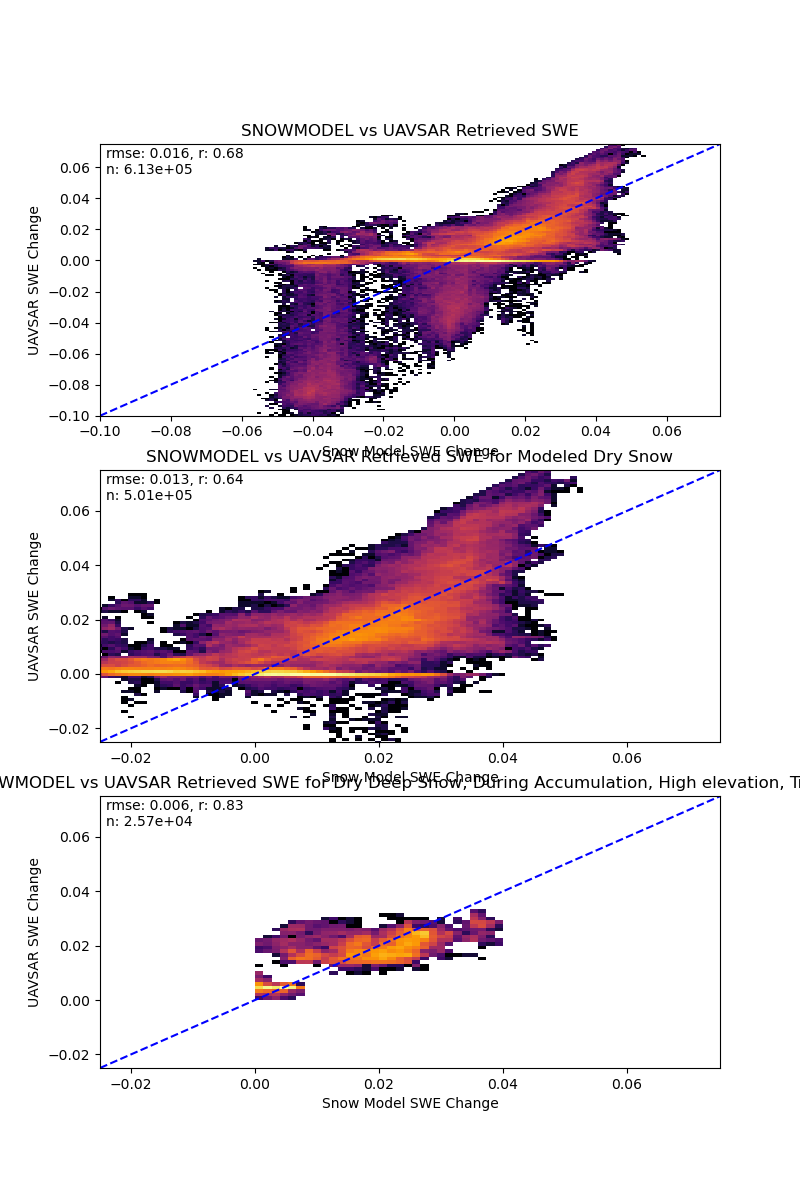 SNOWMODEL vs UAVSAR Retrieved SWE
rmse: 0.016, r: 0.68
n: 6.13e+05
UAVSAR SWE Change
0.06
0.04
0.02
0.00
−0.02
−0.04
−0.06
−0.08
−0.10
−0.10 −0.08 −0.06 −0.04 −0.02 0.00 0.02 0.04 0.06
Snow Model SWE Change
SNOWMODEL vs UAVSAR Retrieved SWE for Modeled Dry Snow
rmse: 0.013, r: 0.64
n: 5.01e+05
UAVSAR SWE Change
0.06
0.04
0.02
0.00
−0.02
−0.02 0.00 0.02 0.04 0.06
Snow Model SWE Change
WMODEL vs UAVSAR Retrieved SWE for Dry Deep Snow, During Accumulation, High elevation, Tr
rmse: 0.006, r: 0.83
n: 2.57e+04
UAVSAR SWE Change
0.06
0.04
0.02
0.00
−0.02
−0.02 0.00 0.02 0.04 0.06
Snow Model SWE Change